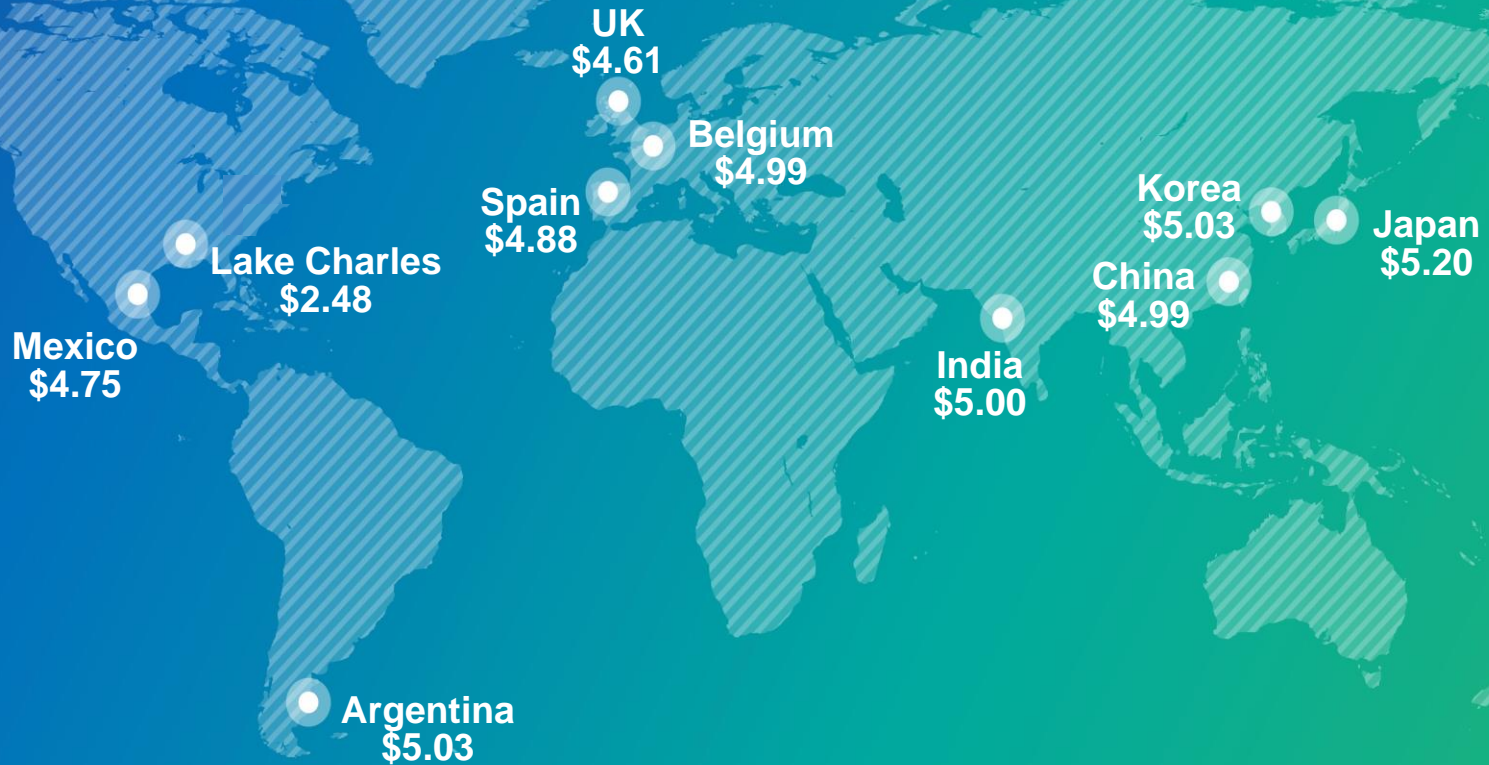 UK
$4.61
Belgium
$4.99
Spain
$4.88
Lake Charles
$2.48
Mexico
$4.75
Korea
$5.03
Japan
$5.20
China
$4.99
India
$5.00
Argentina
$5.03